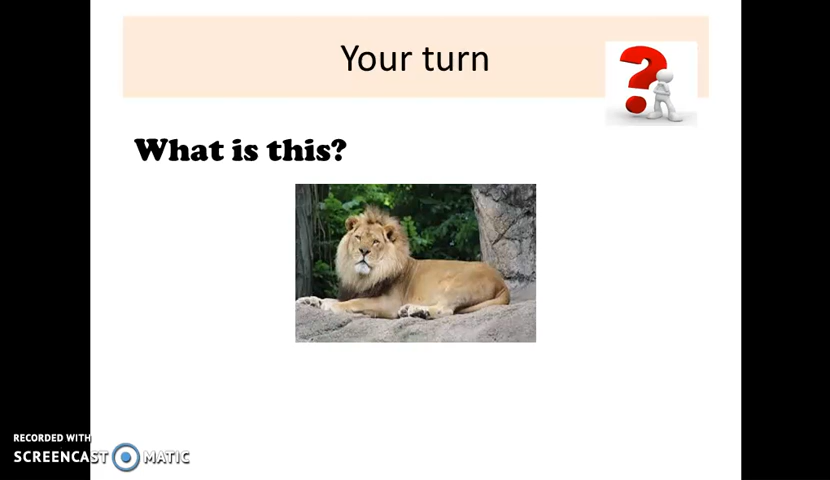 Your turn
What is this?
RECORDED WITH
SCREENCAST MATIC